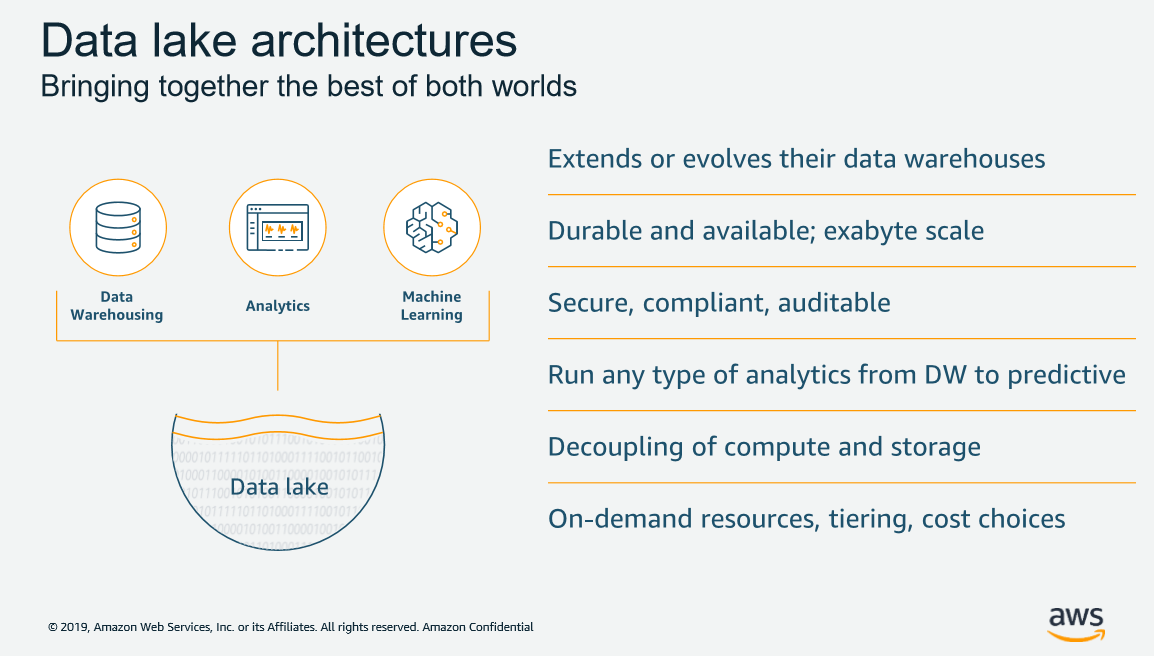 Data lake architectures
Bringing together the best of both worlds
Data
Warehousing
Analytics
Machine
Learning
Data lake
Extends or evolves their data warehouses
Durable and available; exabyte scale
Secure, compliant, auditable
Run any type of analytics from DW to predictive
Decoupling of compute and storage
On-demand resources, tiering, cost choices
© 2019, Amazon Web Services, Inc. or its Affiliates. All rights reserved. Amazon Confidential
aws